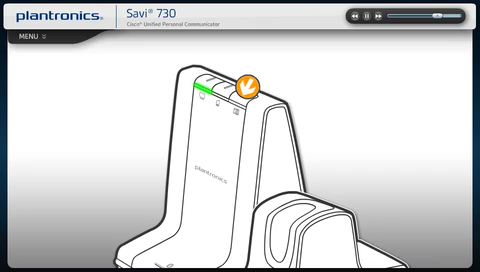 plantronics®
Savi® 730
Cisco® Unified Personal Communicator
MENU
plantronics